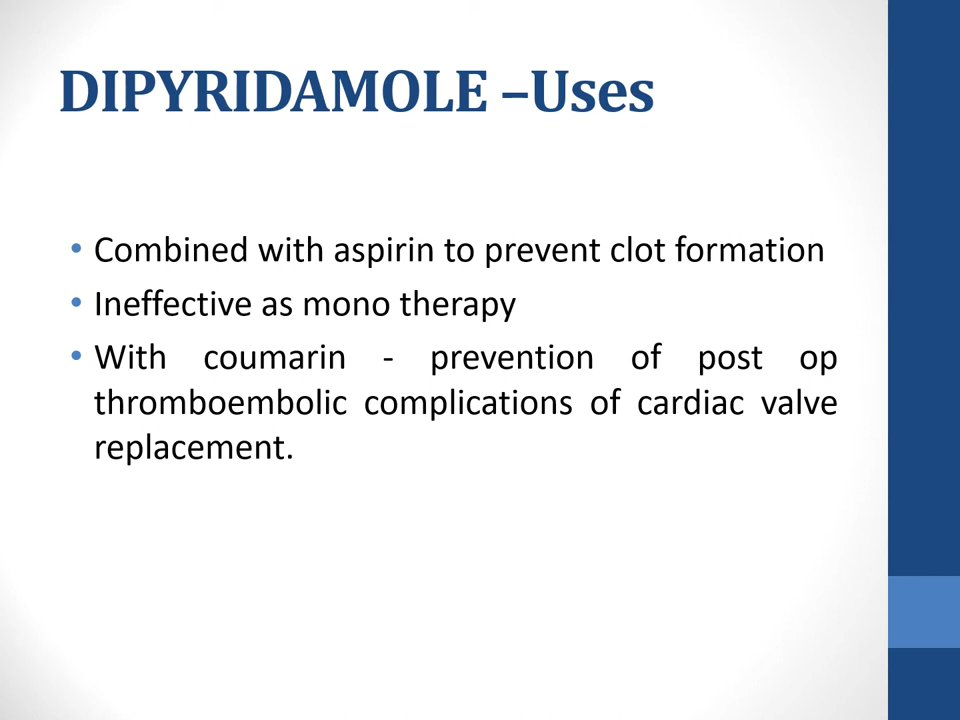 DIPYRIDAMOLE –Uses
• Combined with aspirin to prevent clot formation
• Ineffective as mono therapy
• With coumarin - prevention of post op
thromboembolic complications of cardiac valve
replacement.